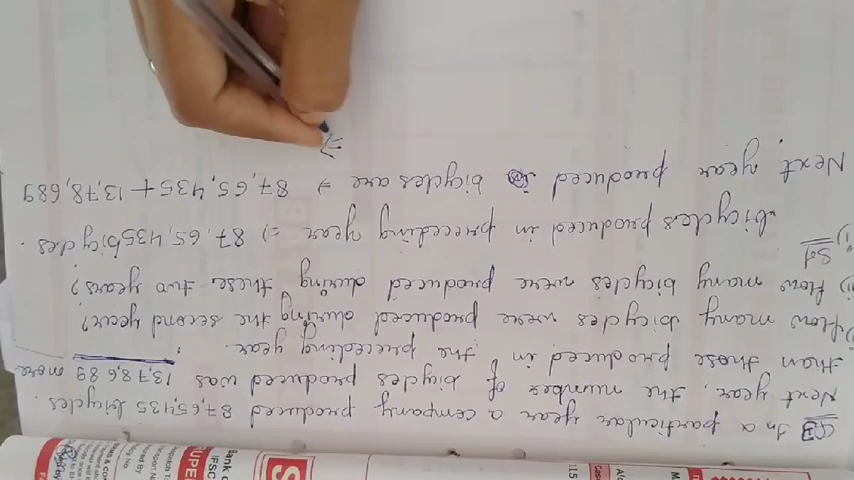 Q3 In a particular year a company produced 87,65,435 bicycles.
Next year, the number of bicycles produced was 13,78,689 more
than those produced in the preceding year.
i) How many bicycles were produced during the second year?
ii) How many bicycles were produced during these two years?
Sol
i) bicycles produced in preceding year => 87,65,435 bicycles.
Next year produced bicycles are → 87,65,435 + 13,78,689
=>
Bank
IFSC
SUPE
S